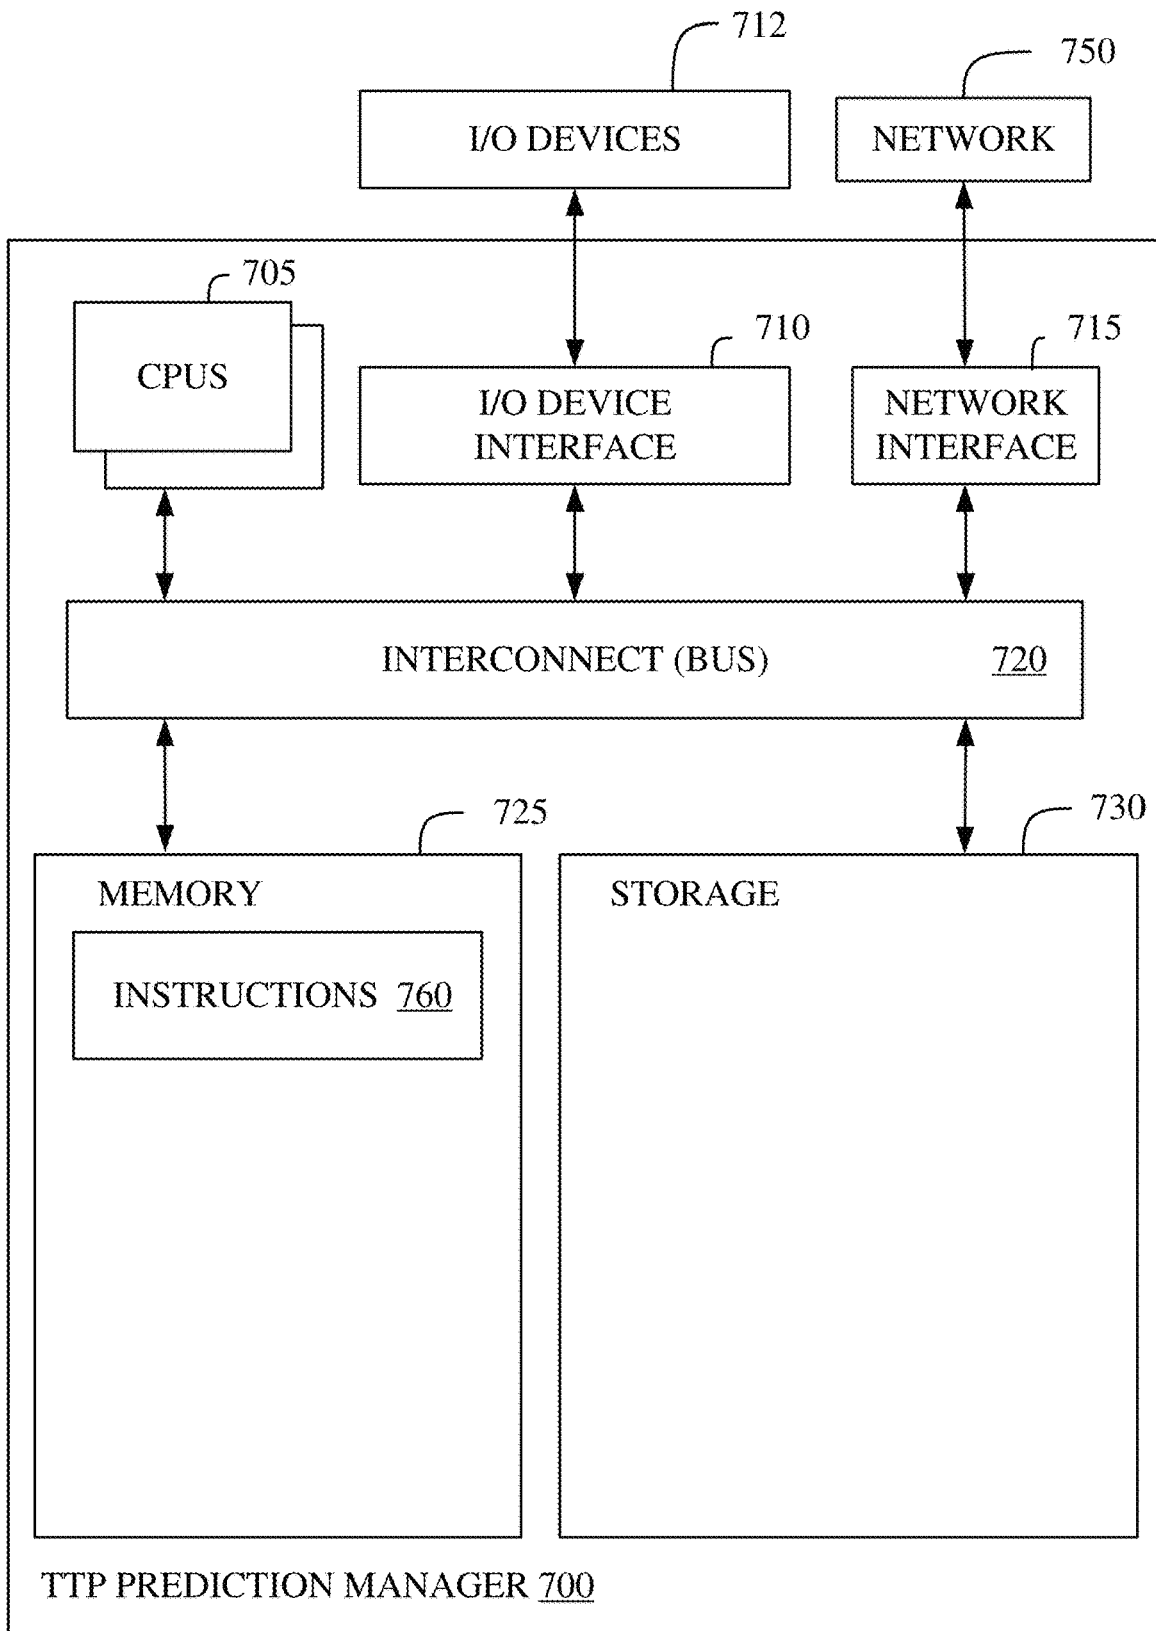 712
750
I/O DEVICES
NETWORK
705
710
715
CPUS
I/O DEVICE
INTERFACE
NETWORK
INTERFACE
INTERCONNECT (BUS) 720
725
730
MEMORY
STORAGE
INSTRUCTIONS 760
TTP PREDICTION MANAGER 700